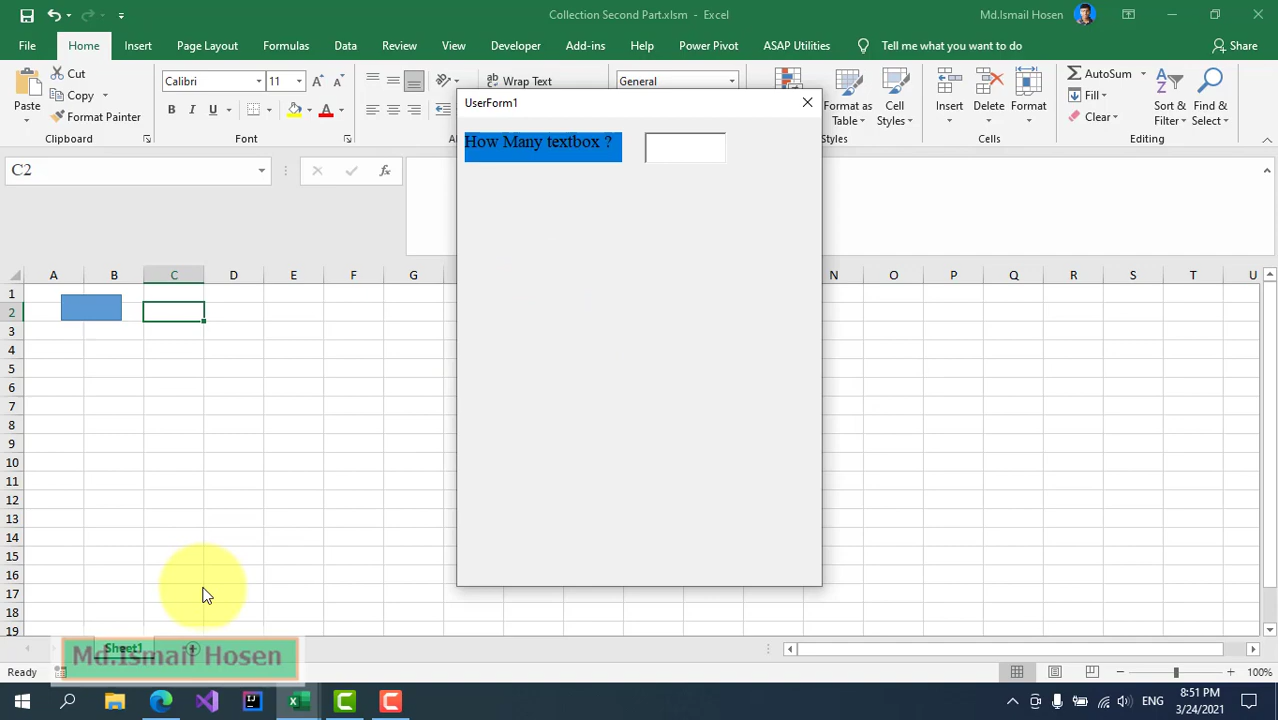 Collection Second Part.xlsm - Excel
Md.Ismail Hosen
File Home Insert Page Layout Formulas Data Review View Developer Add-ins Help Power Pivot ASAP Utilities Tell me what you want to do Share
Paste
Cut
Copy
Format Painter
Clipboard
Calibri 11
B I U
Font
Wrap Text
General
Format as
Table
Cell
Styles
Insert Delete Format
Cells
AutoSum
Fill
Clear
Sort &
Filter
Find &
Select
Editing
C2
fx
UserForm1
How Many textbox ?
A B C D E F G N O P Q R S T U
1
2
3
4
5
6
7
8
9
10
11
12
13
14
15
16
17
18
19
Sheet1
Md.Ismail Hosen
Ready
100%
ENG
8:51 PM
3/24/2021